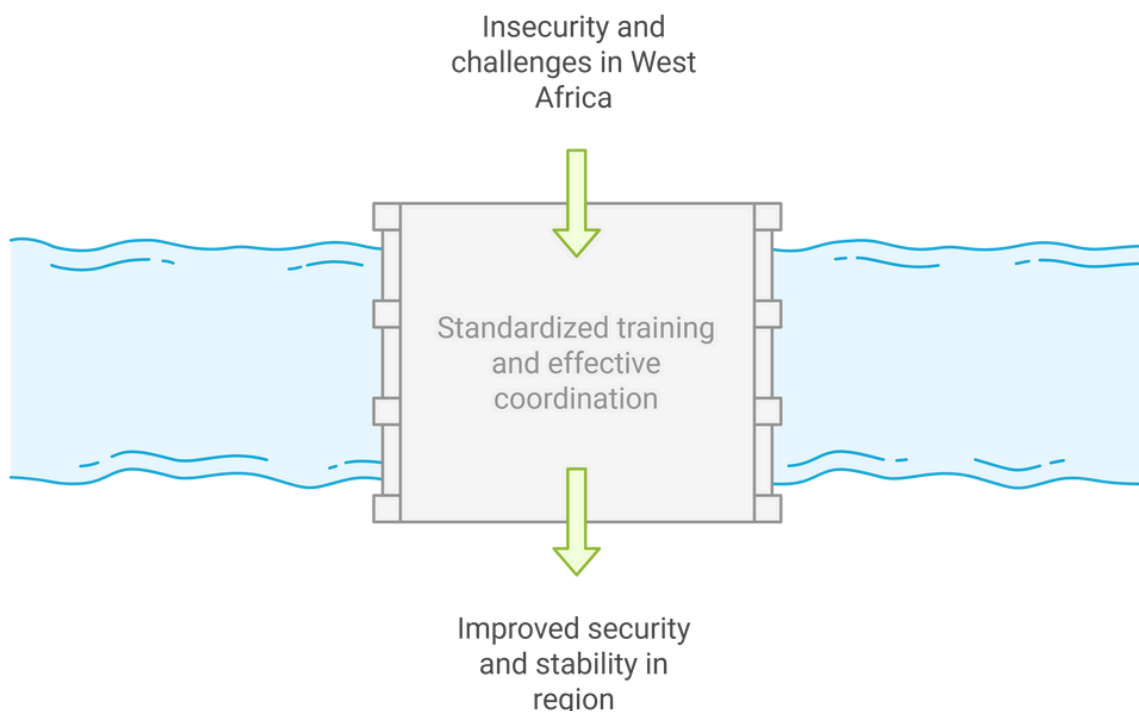 Insecurity and
challenges in West
Africa
Standardized training
and effective
coordination
Improved security
and stability in
region